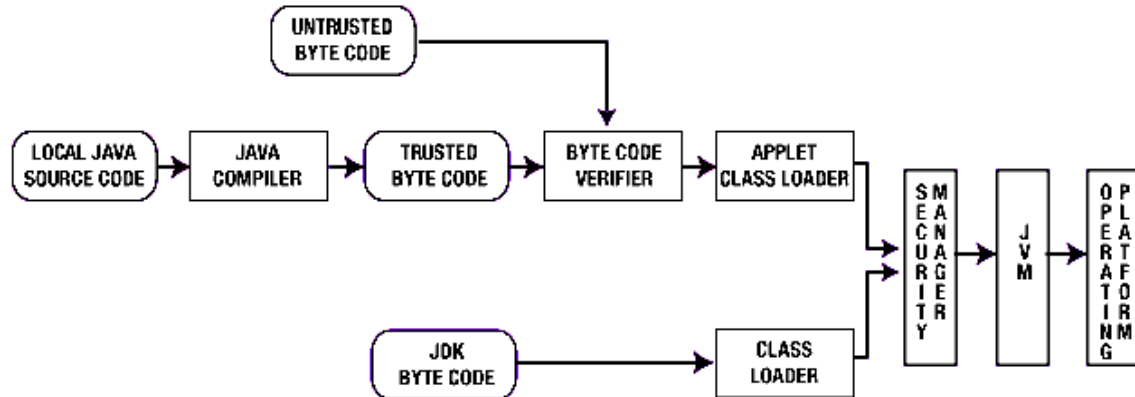 UNTRUSTED
BYTE CODE
LOCAL JAVA
SOURCE CODE
JAVA
COMPILER
TRUSTED
BYTE CODE
BYTE CODE
VERIFIER
APPLET
CLASS LOADER
SECURITY
MANAGER
JVM
OPERATING
PLATFORM
JDK
BYTE CODE
CLASS
LOADER